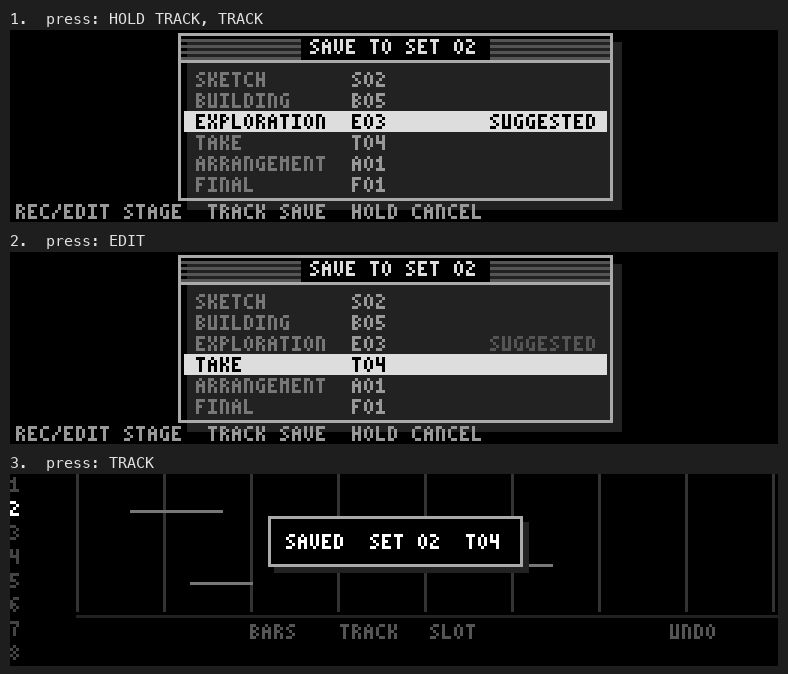 1.  press: HOLD TRACK, TRACK
SAVE TO SET 02
SKETCH S02
BUILDING B05
EXPLORATION E03 SUGGESTED
TAKE T04
ARRANGEMENT A01
FINAL F01
REC/EDIT STAGE  TRACK SAVE  HOLD CANCEL
2.  press: EDIT
SAVE TO SET 02
SKETCH S02
BUILDING B05
EXPLORATION E03 SUGGESTED
TAKE T04
ARRANGEMENT A01
FINAL F01
REC/EDIT STAGE  TRACK SAVE  HOLD CANCEL
3.  press: TRACK
1
2
3
SAVED  SET 02  T04
4
5
6
7 BARS TRACK SLOT UNDO
8